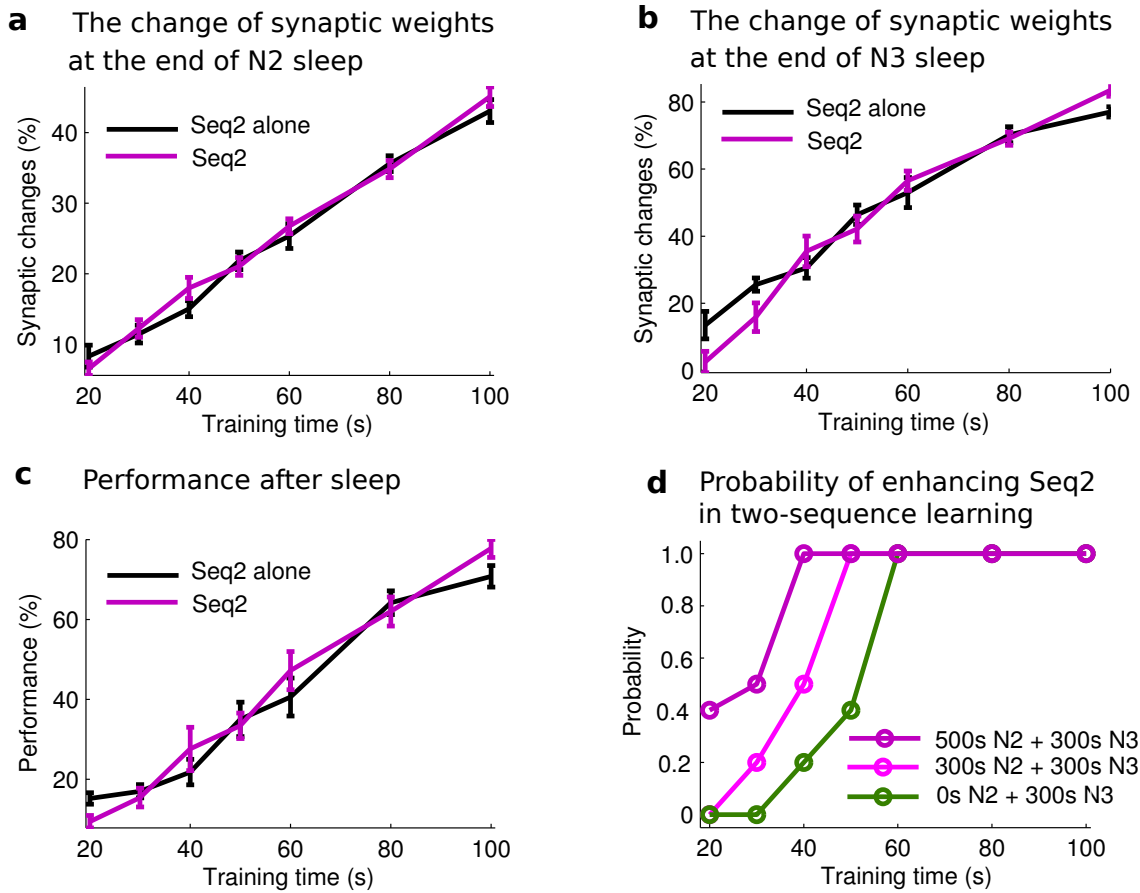 a The change of synaptic weights
at the end of N2 sleep
Synaptic changes (%)
40
30
20
10
Seq2 alone
Seq2
20 40 60 80 100
Training time (s)
b The change of synaptic weights
at the end of N3 sleep
Synaptic changes (%)
80
60
40
20
0
Seq2 alone
Seq2
20 40 60 80 100
Training time (s)
c Performance after sleep
Performance (%)
80
60
40
20
Seq2 alone
Seq2
20 40 60 80 100
Training time (s)
d Probability of enhancing Seq2
in two-sequence learning
Probability
1.0
0.8
0.6
0.4
0.2
0
500s N2 + 300s N3
300s N2 + 300s N3
0s N2 + 300s N3
20 40 60 80 100
Training time (s)